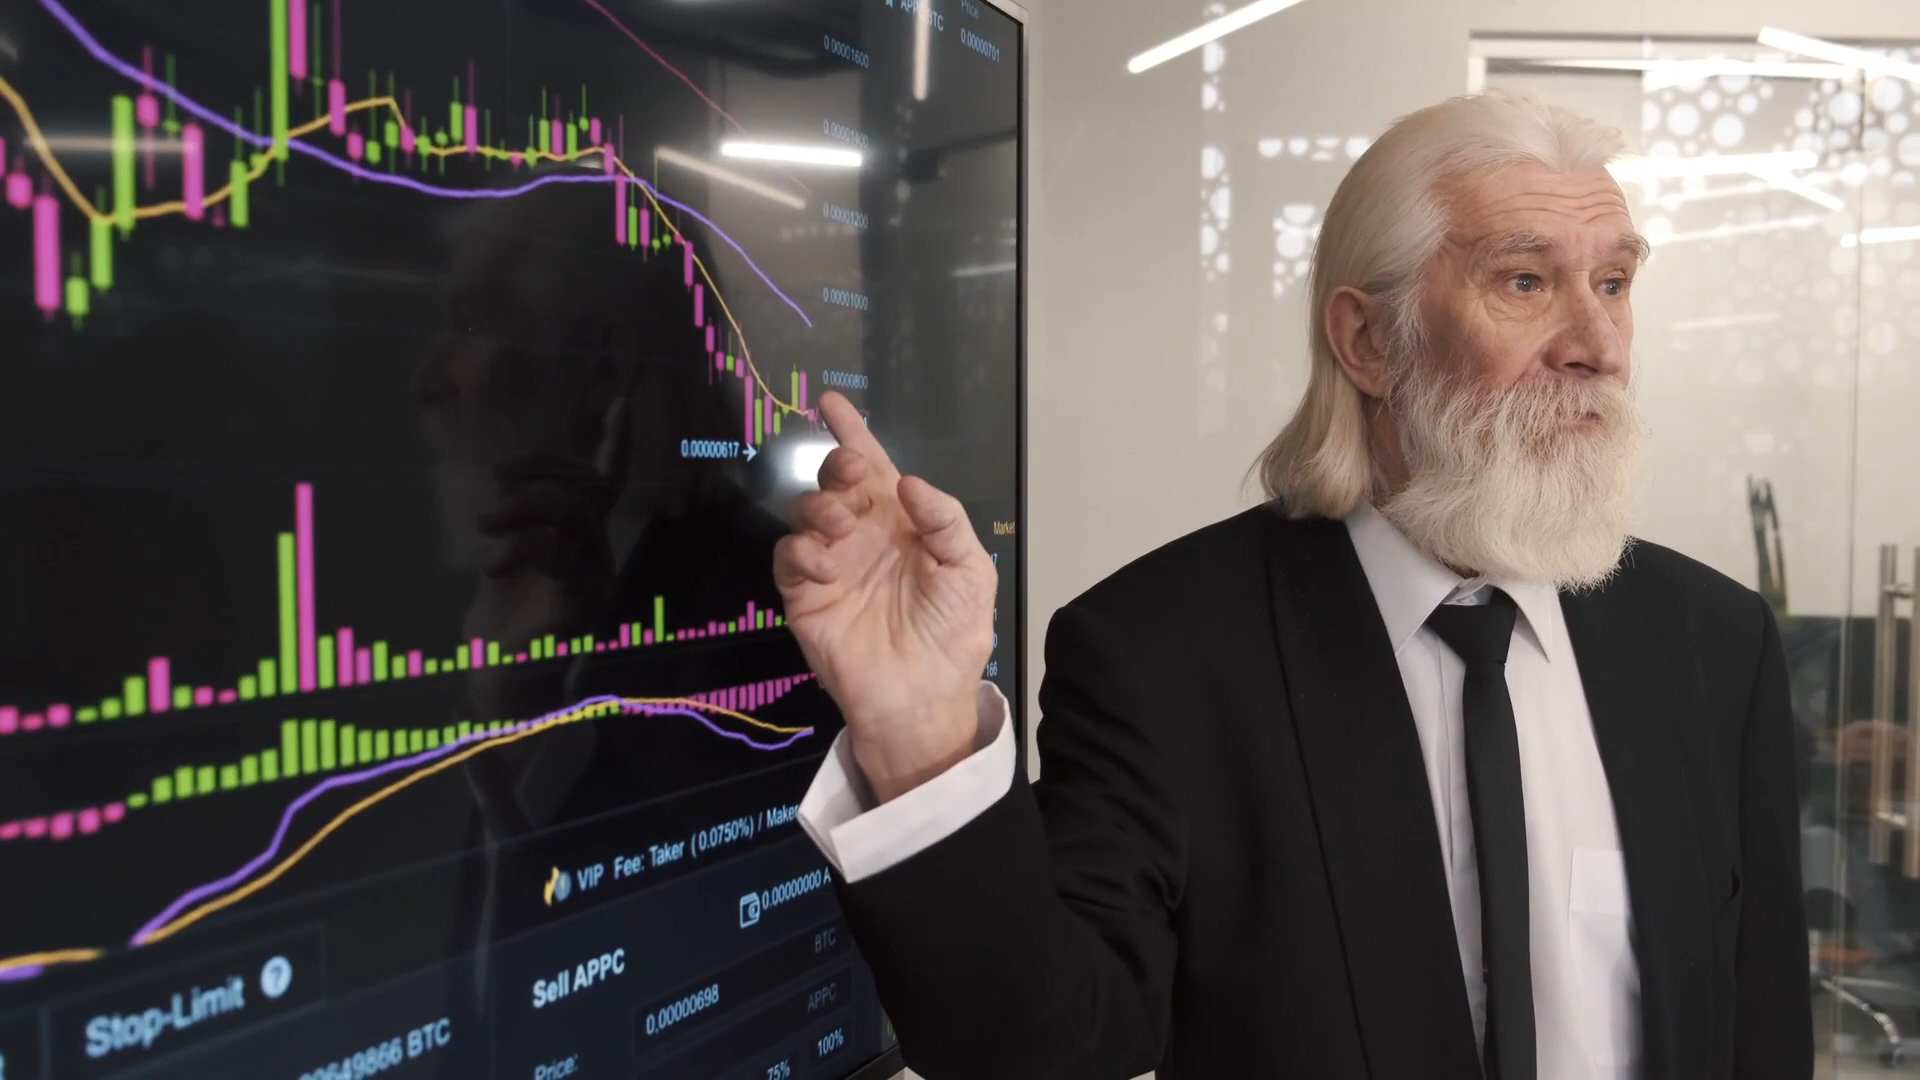 APPC/BTC
Price
0.00000701
0.00001600
0.00001400
0.00001200
0.00001000
0.00000800
0.00000617
Market
VIP Fee: Taker (0.0750%) / Maker
0.00000000 A
Sell APPC
BTC
0.00000698
APPC
Stop-Limit ?
649866 BTC
Price:
75%
100%
166